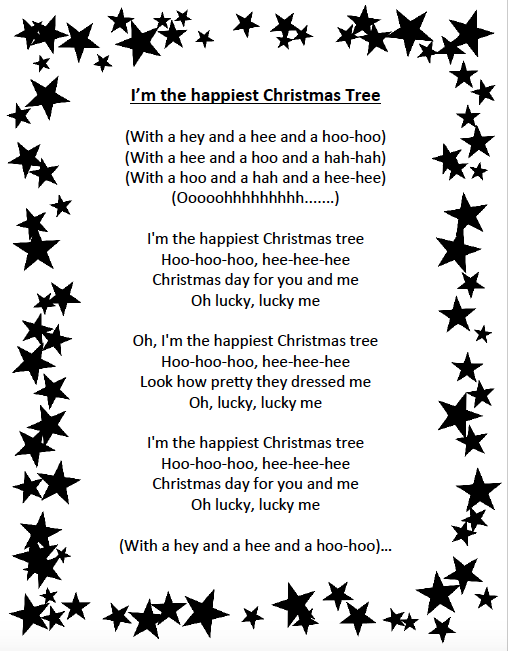 I’m the happiest Christmas Tree
(With a hey and a hee and a hoo-hoo)
(With a hee and a hoo and a hah-hah)
(With a hoo and a hah and a hee-hee)
(Ooooohhhhhhhhh.......)
I'm the happiest Christmas tree
Hoo-hoo-hoo, hee-hee-hee
Christmas day for you and me
Oh lucky, lucky me
Oh, I'm the happiest Christmas tree
Hoo-hoo-hoo, hee-hee-hee
Look how pretty they dressed me
Oh, lucky, lucky me
I'm the happiest Christmas tree
Hoo-hoo-hoo, hee-hee-hee
Christmas day for you and me
Oh lucky, lucky me
(With a hey and a hee and a hoo-hoo)…